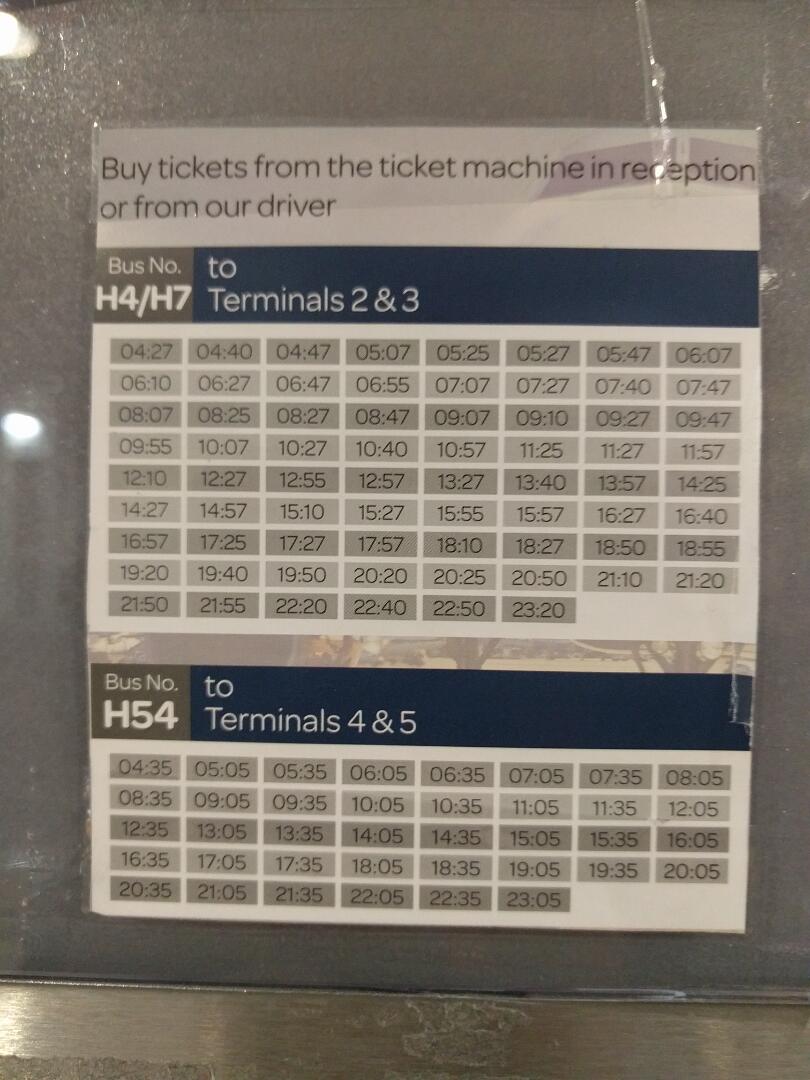 Buy tickets from the ticket machine in reception
or from our driver
Bus No. to
H4/H7 Terminals 2 & 3
04:27 04:40 04:47 05:07 05:25 05:27 05:47 06:07
06:10 06:27 06:47 06:55 07:07 07:27 07:40 07:47
08:07 08:25 08:27 08:47 09:07 09:10 09:27 09:47
09:55 10:07 10:27 10:40 10:57 11:25 11:27 11:57
12:10 12:27 12:55 12:57 13:27 13:40 13:57 14:25
14:27 14:57 15:10 15:27 15:55 15:57 16:27 16:40
16:57 17:25 17:27 17:57 18:10 18:27 18:50 18:55
19:20 19:40 19:50 20:20 20:25 20:50 21:10 21:20
21:50 21:55 22:20 22:40 22:50 23:20
Bus No. to
H54 Terminals 4 & 5
04:35 05:05 05:35 06:05 06:35 07:05 07:35 08:05
08:35 09:05 09:35 10:05 10:35 11:05 11:35 12:05
12:35 13:05 13:35 14:05 14:35 15:05 15:35 16:05
16:35 17:05 17:35 18:05 18:35 19:05 19:35 20:05
20:35 21:05 21:35 22:05 22:35 23:05